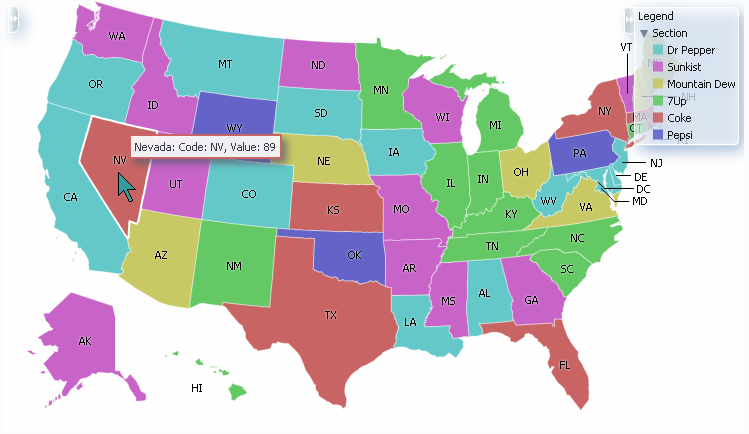 Legend
Section
Dr Pepper
Sunkist
Mountain Dew
7Up
Coke
Pepsi
WA
VT
MT
ND
OR
MN
ID
SD
WI
NY
MI
MA
CT
WY
Nevada: Code: NV, Value: 89
NV
NE
IA
PA
NJ
OH
DE
UT
CO
IL
IN
DC
CA
WV
MD
KS
MO
KY
VA
AZ
OK
TN
NC
NM
AR
SC
TX
LA
MS
AL
GA
AK
FL
HI